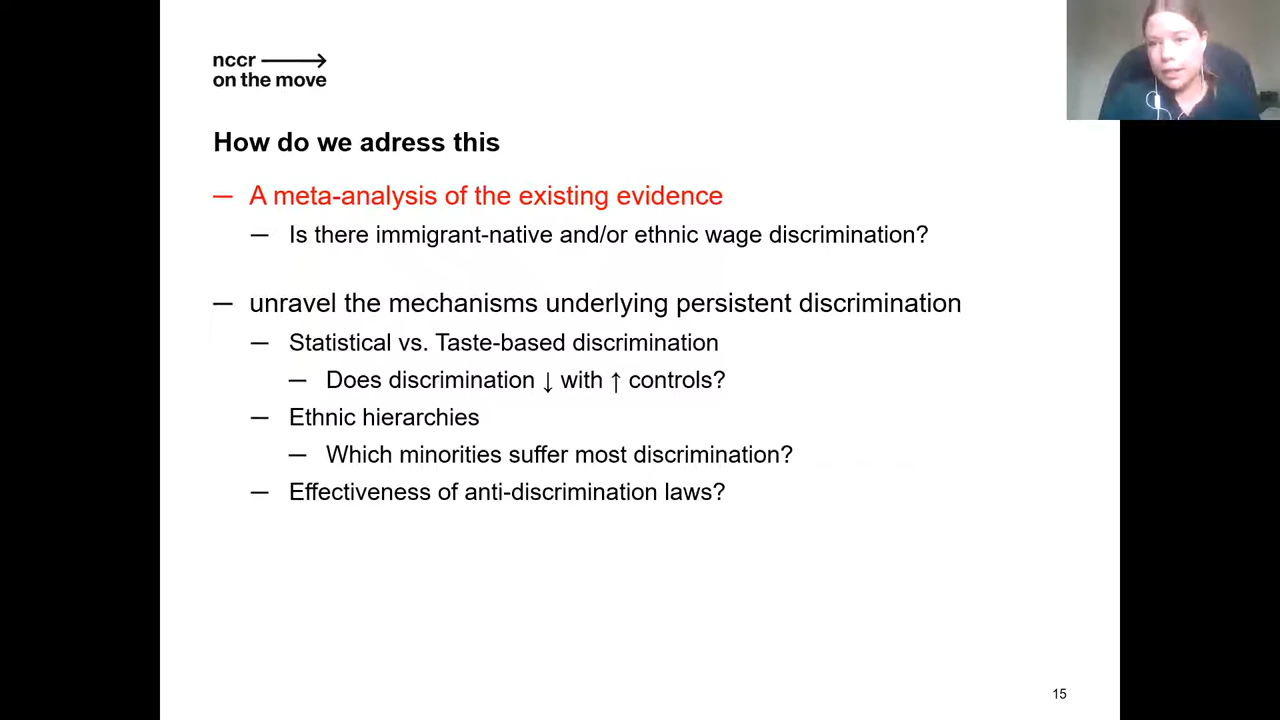 nccr →
on the move
How do we adress this
— A meta-analysis of the existing evidence
— Is there immigrant-native and/or ethnic wage discrimination?
— unravel the mechanisms underlying persistent discrimination
— Statistical vs. Taste-based discrimination
— Does discrimination ↓ with ↑ controls?
— Ethnic hierarchies
— Which minorities suffer most discrimination?
— Effectiveness of anti-discrimination laws?
15